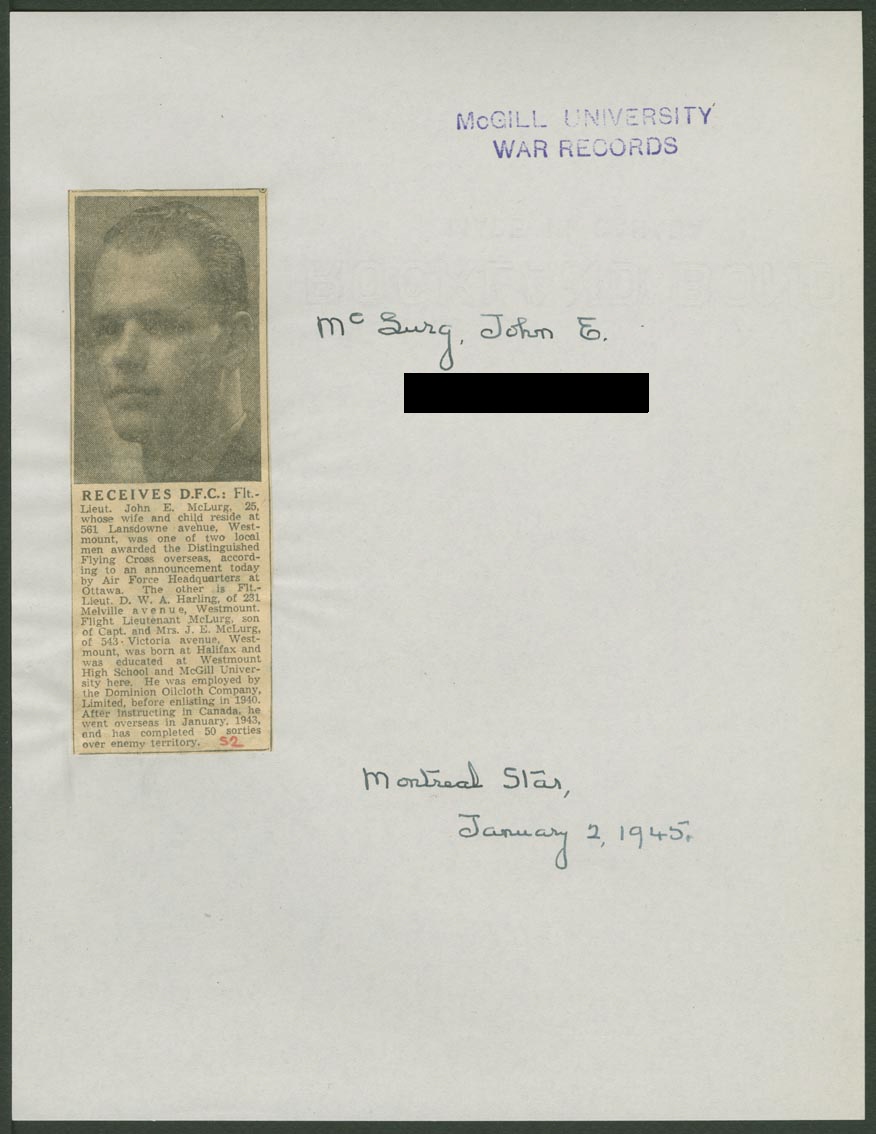 McGILL UNIVERSITY
WAR RECORDS
Mc Lurg, John E.
RECEIVES D.F.C.: Flt.-
Lieut. John E. McLurg, 25,
whose wife and child reside at
561 Lansdowne avenue, West-
mount, was one of two local
men awarded the Distinguished
Flying Cross overseas, accord-
ing to an announcement today
by Air Force Headquarters at
Ottawa. The other is Flt.-
Lieut. D. W. A. Harling, of 231
Melville avenue, Westmount.
Flight Lieutenant McLurg, son
of Capt. and Mrs. J. E. McLurg,
of 543 Victoria avenue, West-
mount, was born at Halifax and
was educated at Westmount
High School and McGill Univer-
sity here. He was employed by
the Dominion Oilcloth Company,
Limited, before enlisting in 1940.
After instructing in Canada, he
went overseas in January, 1943,
and has completed 50 sorties
over enemy territory. 52
Montreal Star,
January 2, 1945.